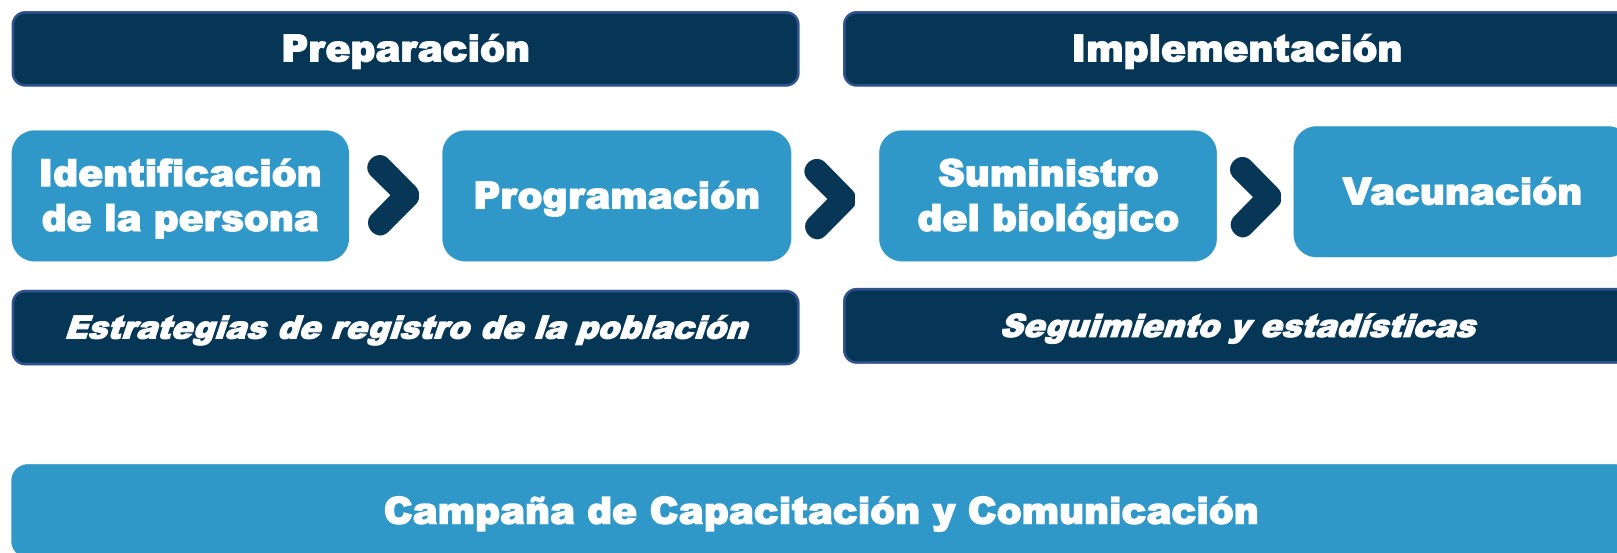 Preparación
Implementación
Identificación
de la persona
Programación
Suministro
del biológico
Vacunación
Estrategias de registro de la población
Seguimiento y estadísticas
Campaña de Capacitación y Comunicación